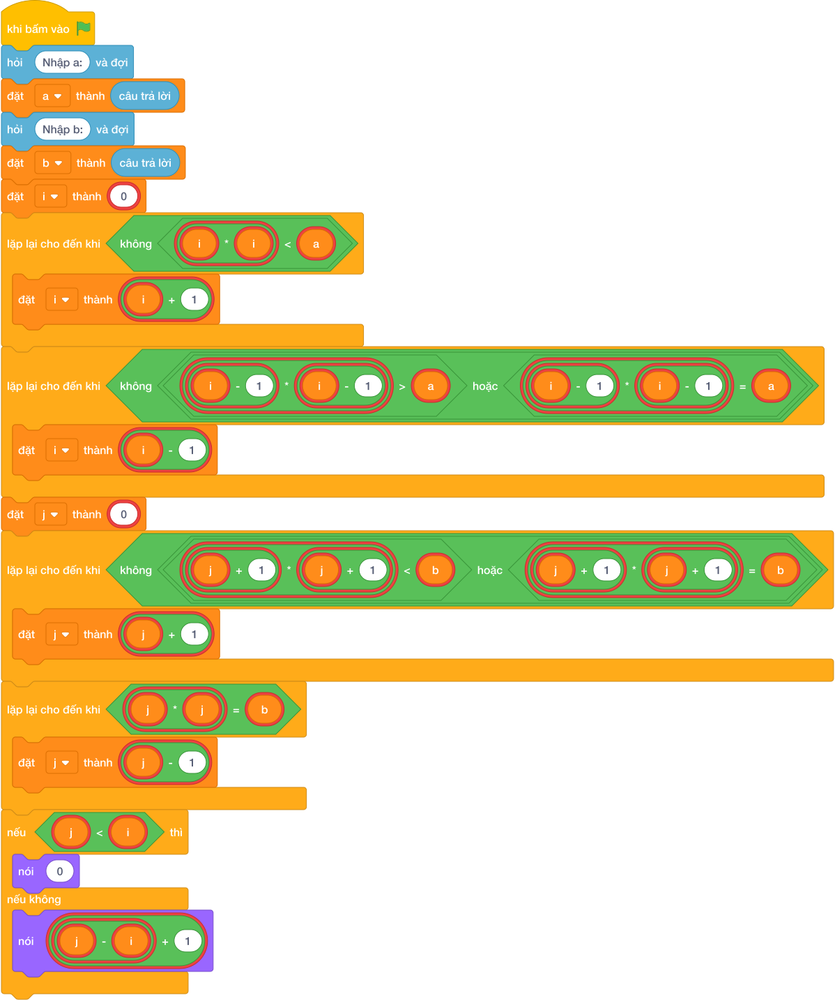 khi bấm vào
hỏi Nhập a: và đợi
đặt a thành câu trả lời
hỏi Nhập b: và đợi
đặt b thành câu trả lời
đặt i thành 0
lặp lại cho đến khi không i * i < a
đặt i thành i + 1
lặp lại cho đến khi không i - 1 * i - 1 > a hoặc i - 1 * i - 1 = a
đặt i thành i - 1
đặt j thành 0
lặp lại cho đến khi không j + 1 * j + 1 < b hoặc j + 1 * j + 1 = b
đặt j thành j + 1
lặp lại cho đến khi j * j = b
đặt j thành j - 1
nếu j < i thì
nói 0
nếu không
nói j - i + 1